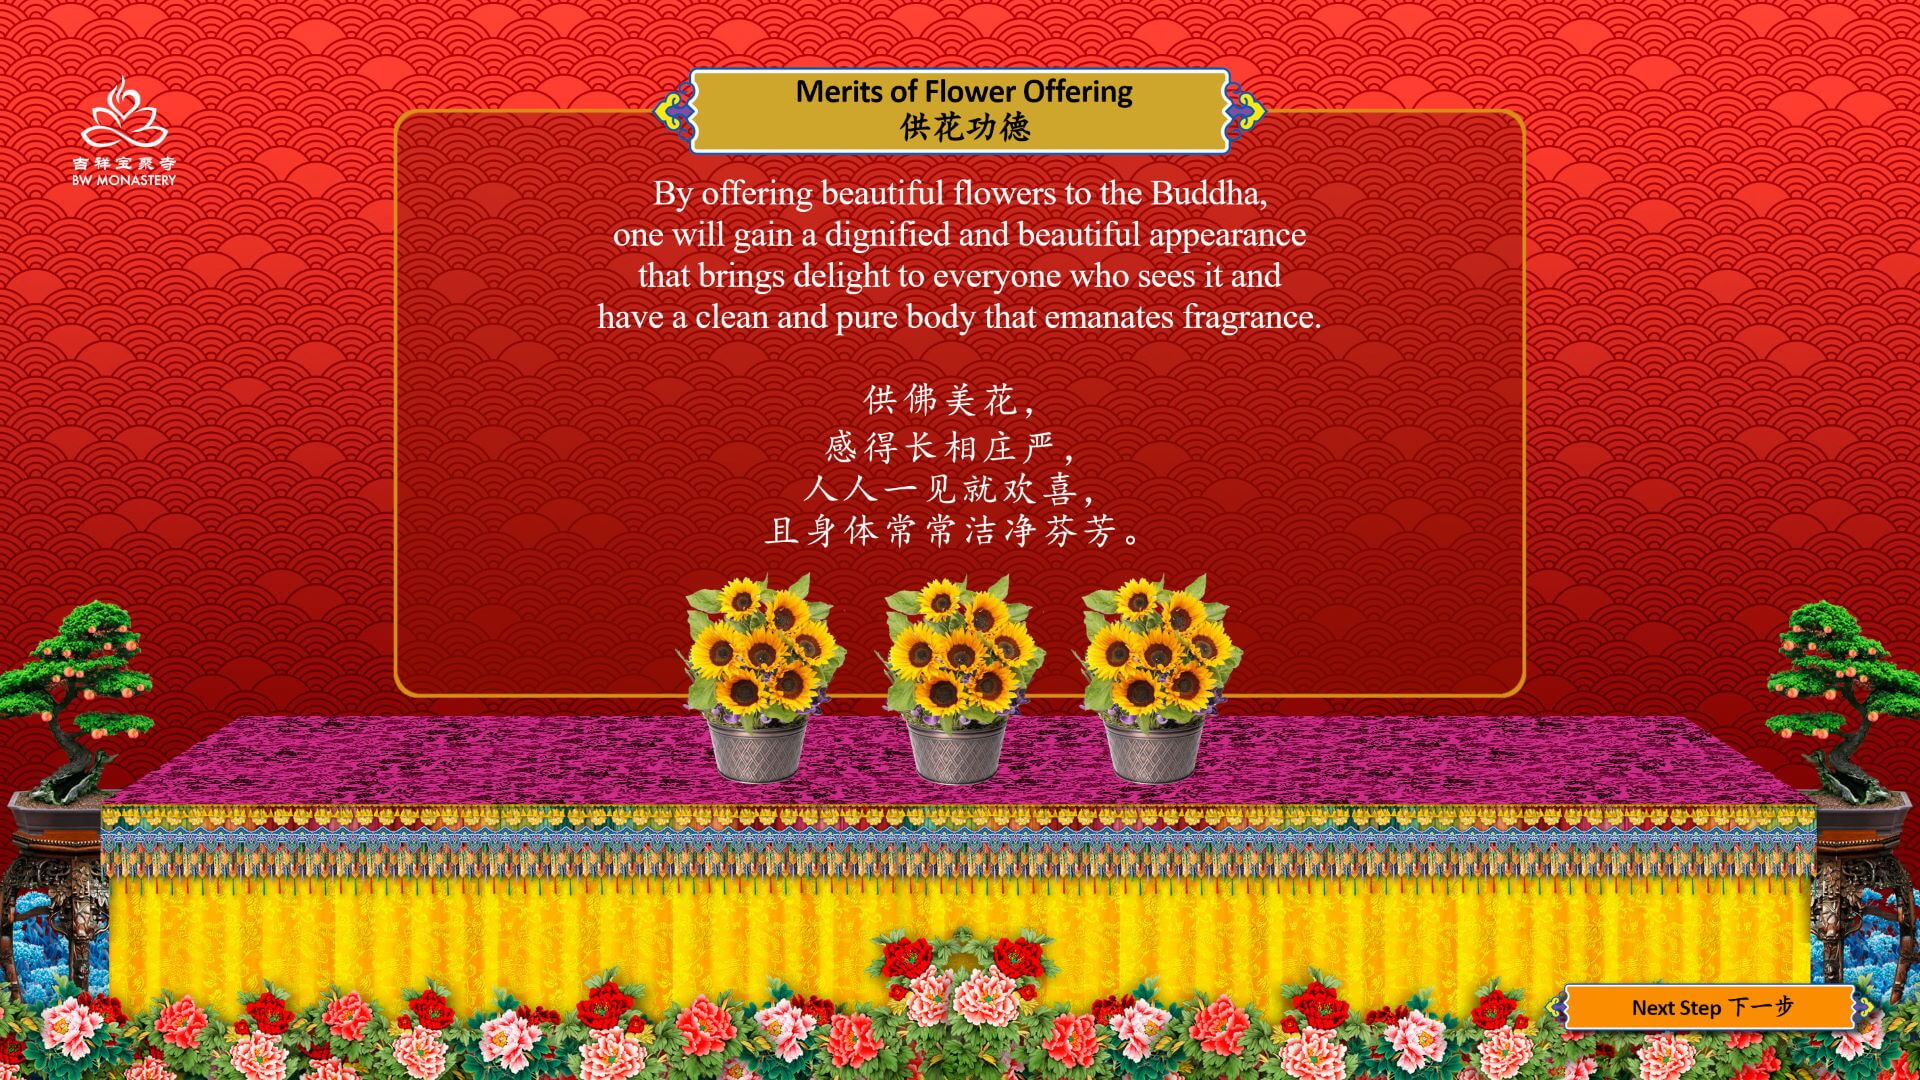 吉祥宝聚寺
BW MONASTERY
Merits of Flower Offering
供花功德
By offering beautiful flowers to the Buddha,
one will gain a dignified and beautiful appearance
that brings delight to everyone who sees it and
have a clean and pure body that emanates fragrance.
供佛美花，
感得长相庄严，
人人一见就欢喜，
且身体常常洁净芬芳。
Next Step 下一步